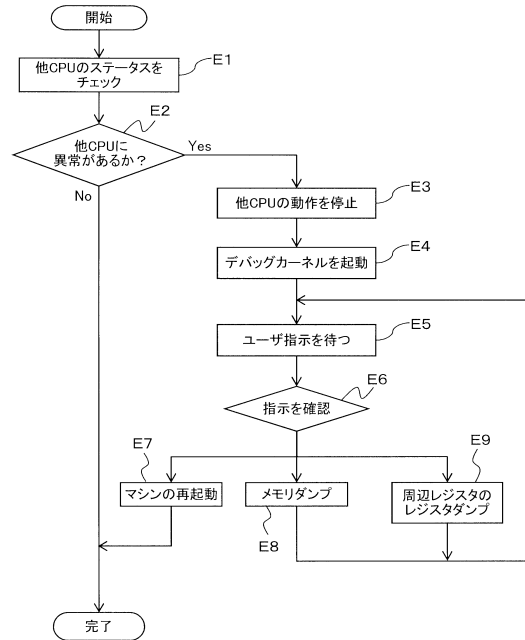 開始
他CPUのステータスを
チェック
E1
他CPUに
異常があるか？
E2
Yes
No
他CPUの動作を停止
E3
デバッグカーネルを起動
E4
ユーザ指示を待つ
E5
指示を確認
E6
E7
マシンの再起動
メモリダンプ
E8
E9
周辺レジスタの
レジスタダンプ
完了